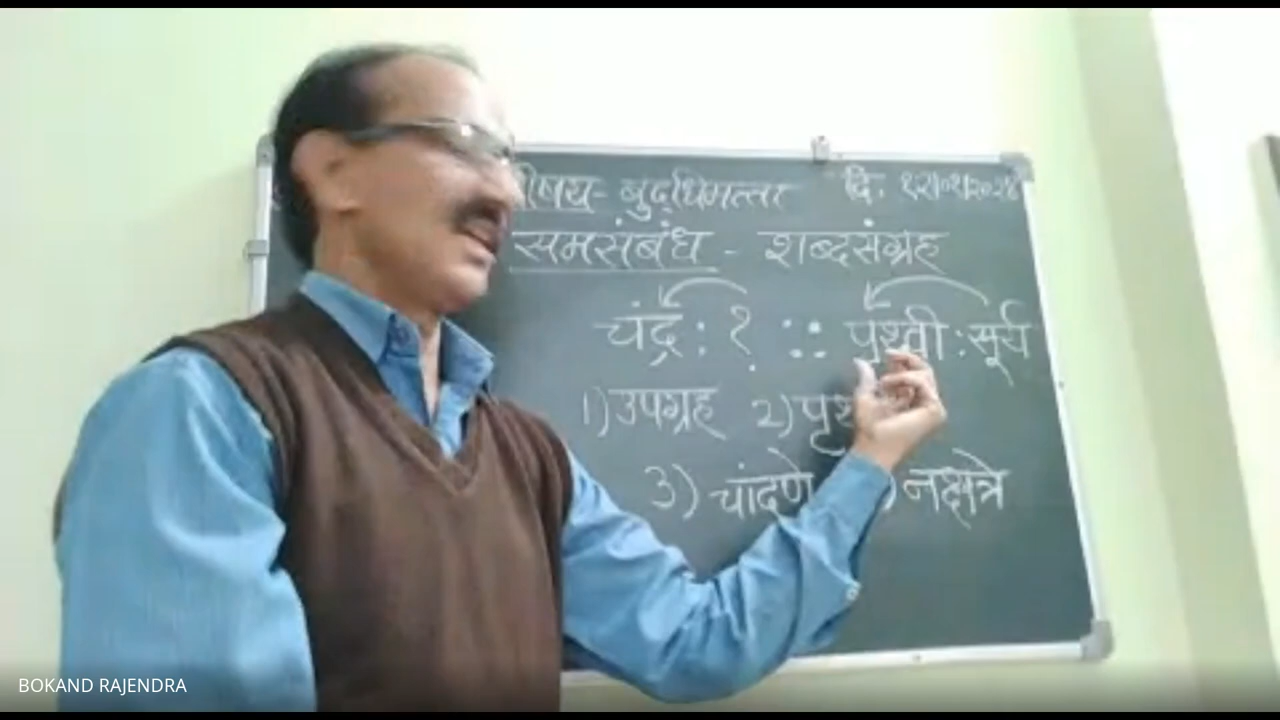 विषय- बुद्धिमत्ता दि:
समसंबंध - शब्दसंग्रह
चंद्र : ? :: पृथ्वी : सूर्य
1) उपग्रह 2)
3) चांदणे ) नक्षत्रे
BOKAND RAJENDRA